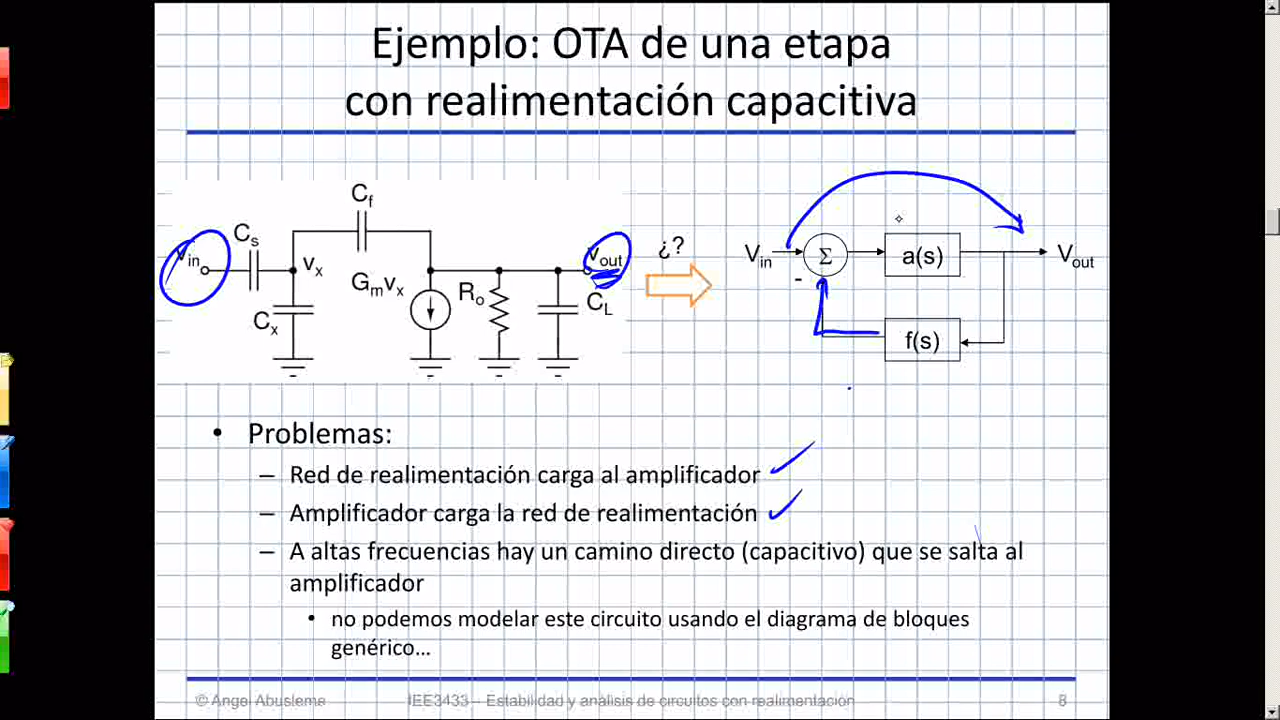 Ejemplo: OTA de una etapa
con realimentación capacitiva
Cf
Cs
vin
vx
Cx
Gmvx
Ro
vout
CL
¿?
Vin
Σ
-
a(s)
f(s)
Vout
• Problemas:
– Red de realimentación carga al amplificador
– Amplificador carga la red de realimentación
– A altas frecuencias hay un camino directo (capacitivo) que se salta al
amplificador
• no podemos modelar este circuito usando el diagrama de bloques
genérico…
© Angel Abusleme IEE3433 – Estabilidad y análisis de circuitos con realimentación 8